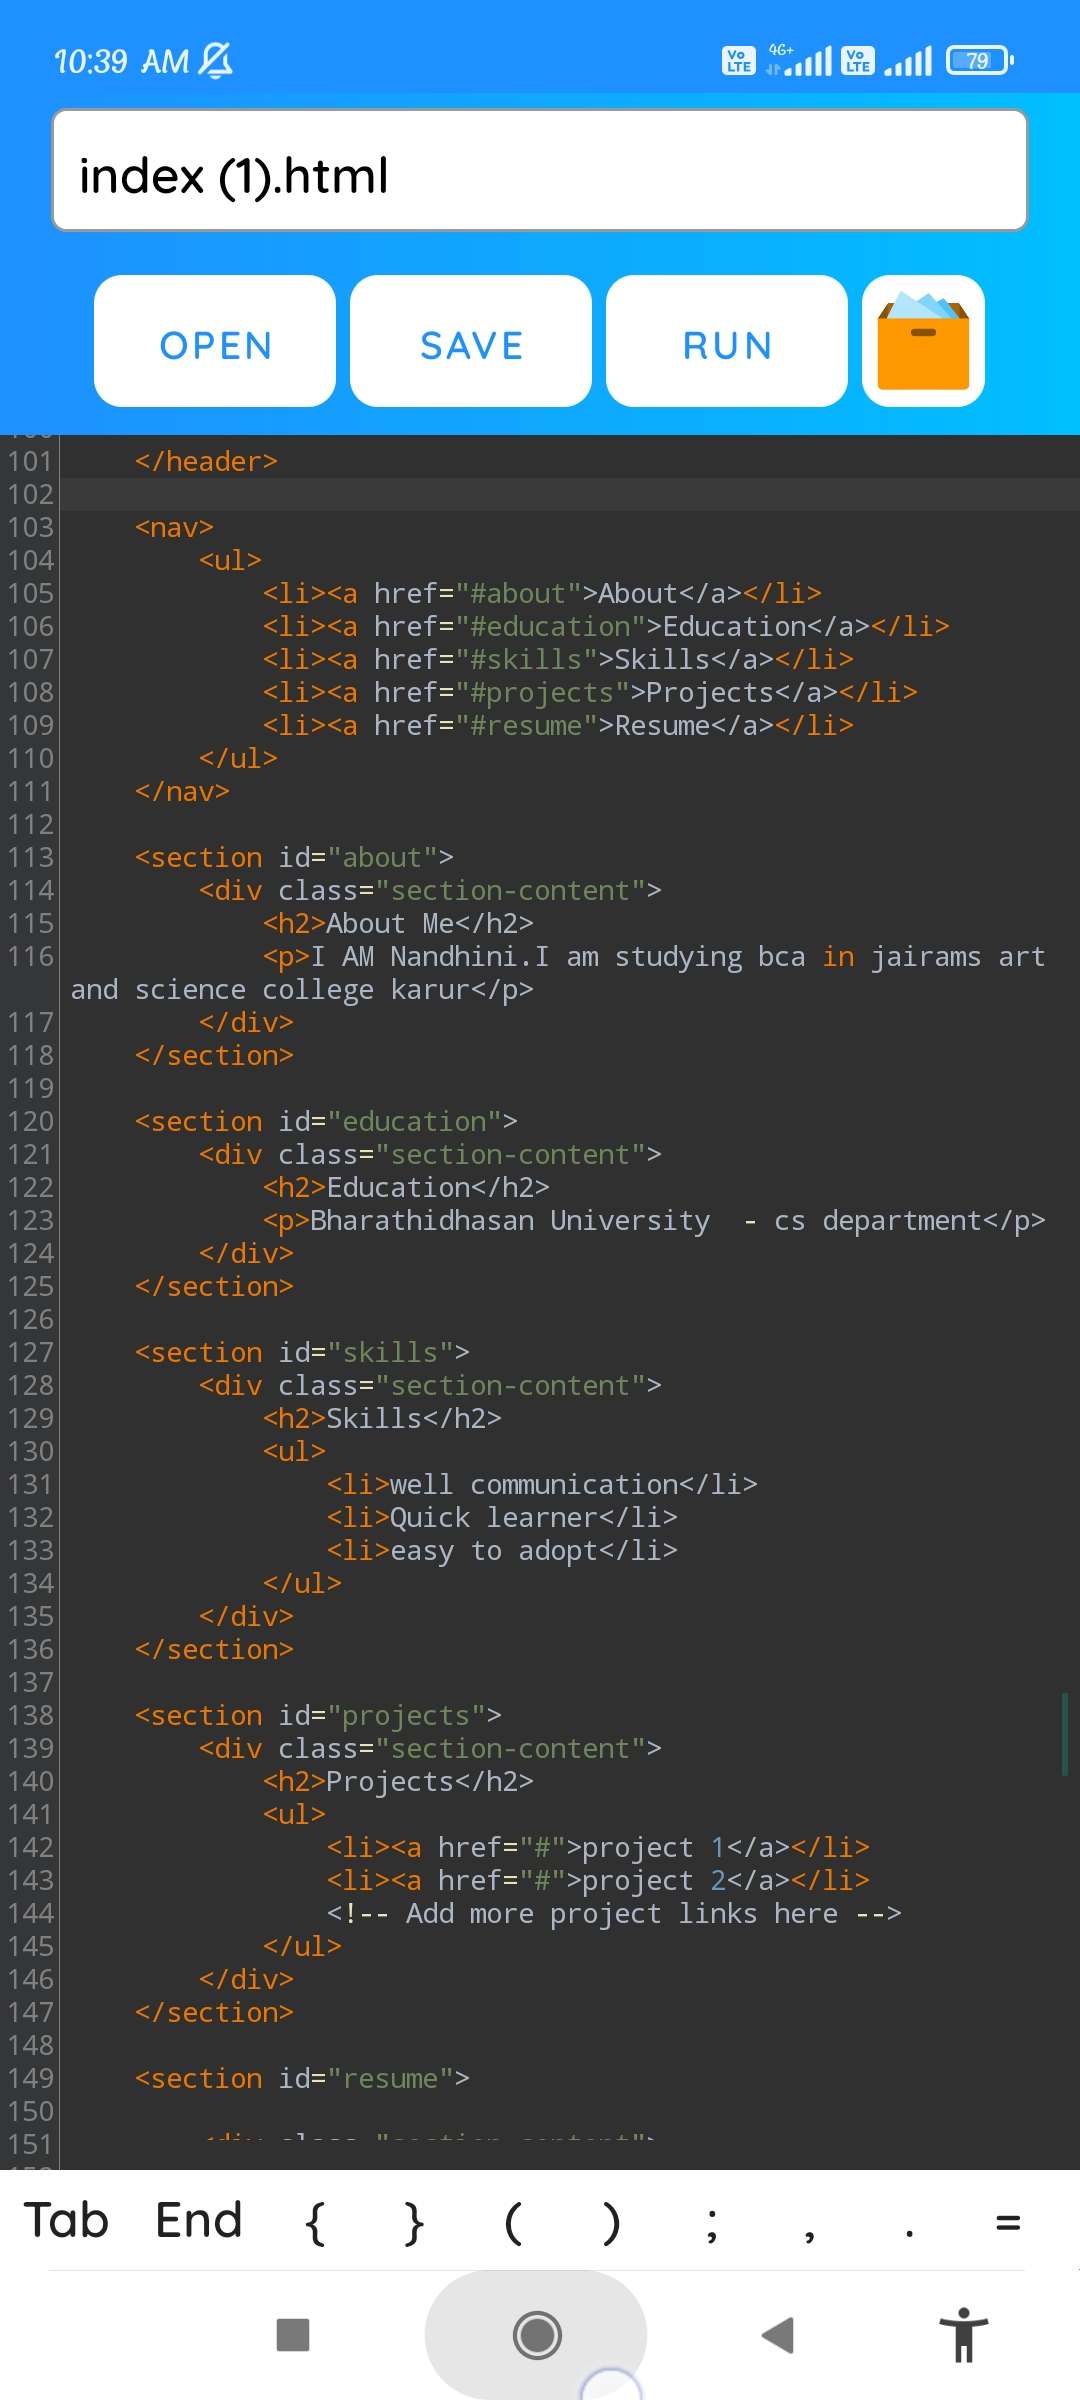 10:39 AM
Vo LTE 4G+ Vo LTE 79
index (1).html
OPEN SAVE RUN
101 </header>
102
103 <nav>
104 <ul>
105 <li><a href="#about">About</a></li>
106 <li><a href="#education">Education</a></li>
107 <li><a href="#skills">Skills</a></li>
108 <li><a href="#projects">Projects</a></li>
109 <li><a href="#resume">Resume</a></li>
110 </ul>
111 </nav>
112
113 <section id="about">
114 <div class="section-content">
115 <h2>About Me</h2>
116 <p>I AM Nandhini.I am studying bca in jairams art
and science college karur</p>
117 </div>
118 </section>
119
120 <section id="education">
121 <div class="section-content">
122 <h2>Education</h2>
123 <p>Bharathidhasan University  - cs department</p>
124 </div>
125 </section>
126
127 <section id="skills">
128 <div class="section-content">
129 <h2>Skills</h2>
130 <ul>
131 <li>well communication</li>
132 <li>Quick learner</li>
133 <li>easy to adopt</li>
134 </ul>
135 </div>
136 </section>
137
138 <section id="projects">
139 <div class="section-content">
140 <h2>Projects</h2>
141 <ul>
142 <li><a href="#">project 1</a></li>
143 <li><a href="#">project 2</a></li>
144 <!-- Add more project links here -->
145 </ul>
146 </div>
147 </section>
148
149 <section id="resume">
150
151
Tab End { } ( ) ; , . =